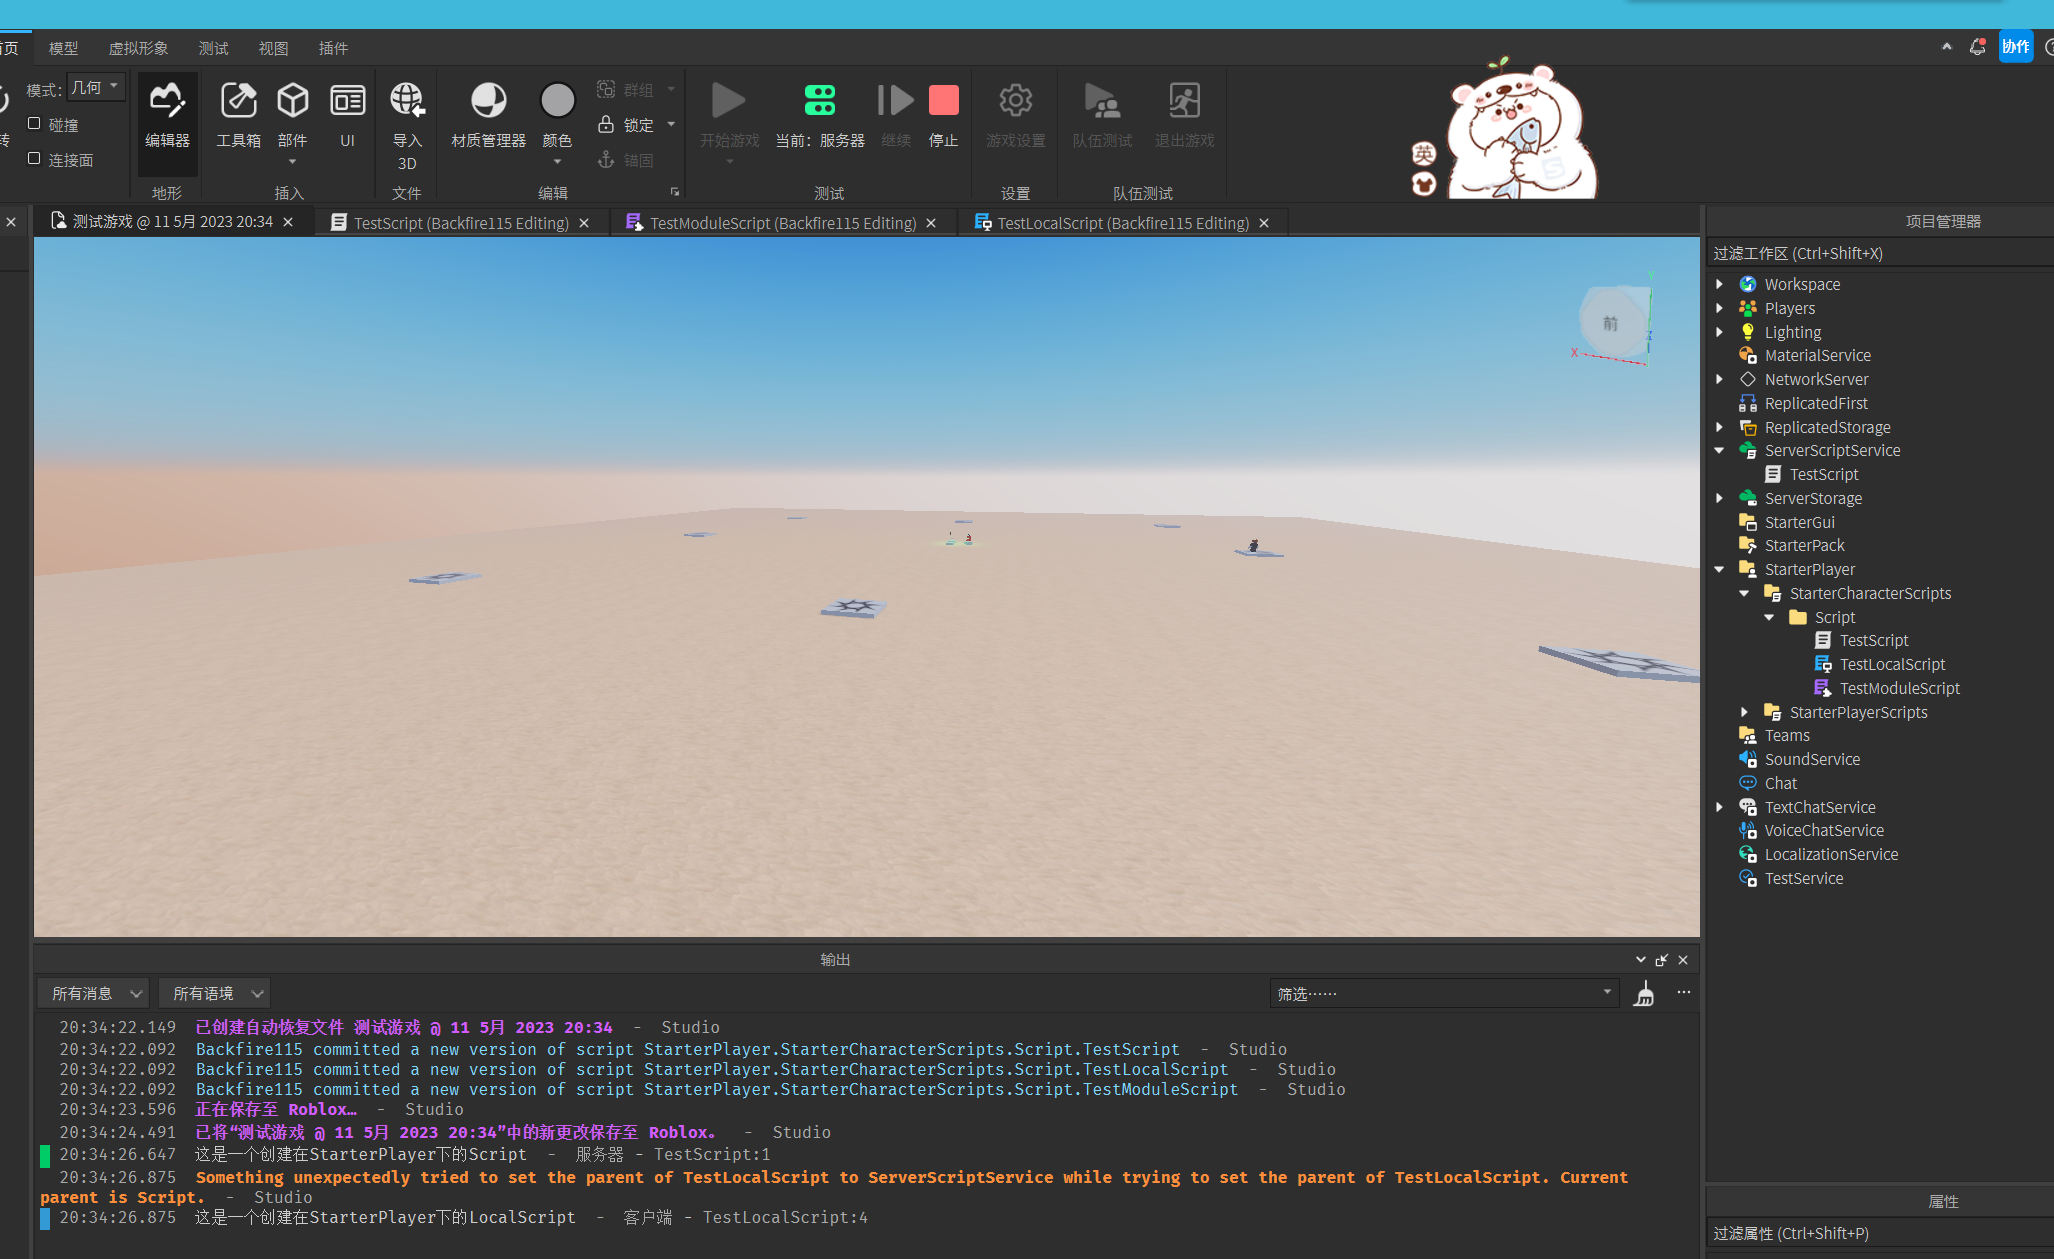 首页 模型 虚拟形象 测试 视图 插件
协作
模式: 几何
碰撞
连接面
转
编辑器
地形
工具箱 部件 UI
插入
导入
3D
文件
材质管理器 颜色
群组
锁定
锚固
编辑
开始游戏 当前：服务器 继续 停止
测试
游戏设置
设置
队伍测试 退出游戏
队伍测试
英
测试游戏 @ 11 5月 2023 20:34
TestScript (Backfire115 Editing)
TestModuleScript (Backfire115 Editing)
TestLocalScript (Backfire115 Editing)
Y
前
Z
X
项目管理器
过滤工作区 (Ctrl+Shift+X)
Workspace
Players
Lighting
MaterialService
NetworkServer
ReplicatedFirst
ReplicatedStorage
ServerScriptService
TestScript
ServerStorage
StarterGui
StarterPack
StarterPlayer
StarterCharacterScripts
Script
TestScript
TestLocalScript
TestModuleScript
StarterPlayerScripts
Teams
SoundService
Chat
TextChatService
VoiceChatService
LocalizationService
TestService
输出
所有消息 所有语境 筛选……
20:34:22.149 已创建自动恢复文件 测试游戏 @ 11 5月 2023 20:34 - Studio
20:34:22.092 Backfire115 committed a new version of script StarterPlayer.StarterCharacterScripts.Script.TestScript - Studio
20:34:22.092 Backfire115 committed a new version of script StarterPlayer.StarterCharacterScripts.Script.TestLocalScript - Studio
20:34:22.092 Backfire115 committed a new version of script StarterPlayer.StarterCharacterScripts.Script.TestModuleScript - Studio
20:34:23.596 正在保存至 Roblox… - Studio
20:34:24.491 已将“测试游戏 @ 11 5月 2023 20:34”中的新更改保存至 Roblox。 - Studio
20:34:26.647 这是一个创建在StarterPlayer下的Script - 服务器 - TestScript:1
20:34:26.875 Something unexpectedly tried to set the parent of TestLocalScript to ServerScriptService while trying to set the parent of TestLocalScript. Current
parent is Script. - Studio
20:34:26.875 这是一个创建在StarterPlayer下的LocalScript - 客户端 - TestLocalScript:4
属性
过滤属性 (Ctrl+Shift+P)